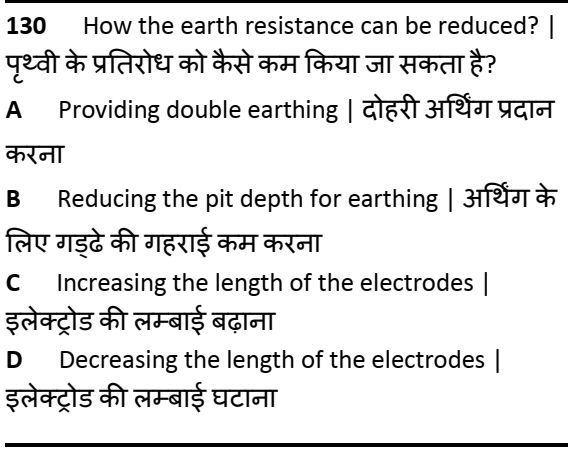 130 How the earth resistance can be reduced? |
पृथ्वी के प्रतिरोध को कैसे कम किया जा सकता है?
A Providing double earthing | दोहरी अर्थिंग प्रदान
करना
B Reducing the pit depth for earthing | अर्थिंग के
लिए गड्ढे की गहराई कम करना
C Increasing the length of the electrodes |
इलेक्ट्रोड की लम्बाई बढ़ाना
D Decreasing the length of the electrodes |
इलेक्ट्रोड की लम्बाई घटाना